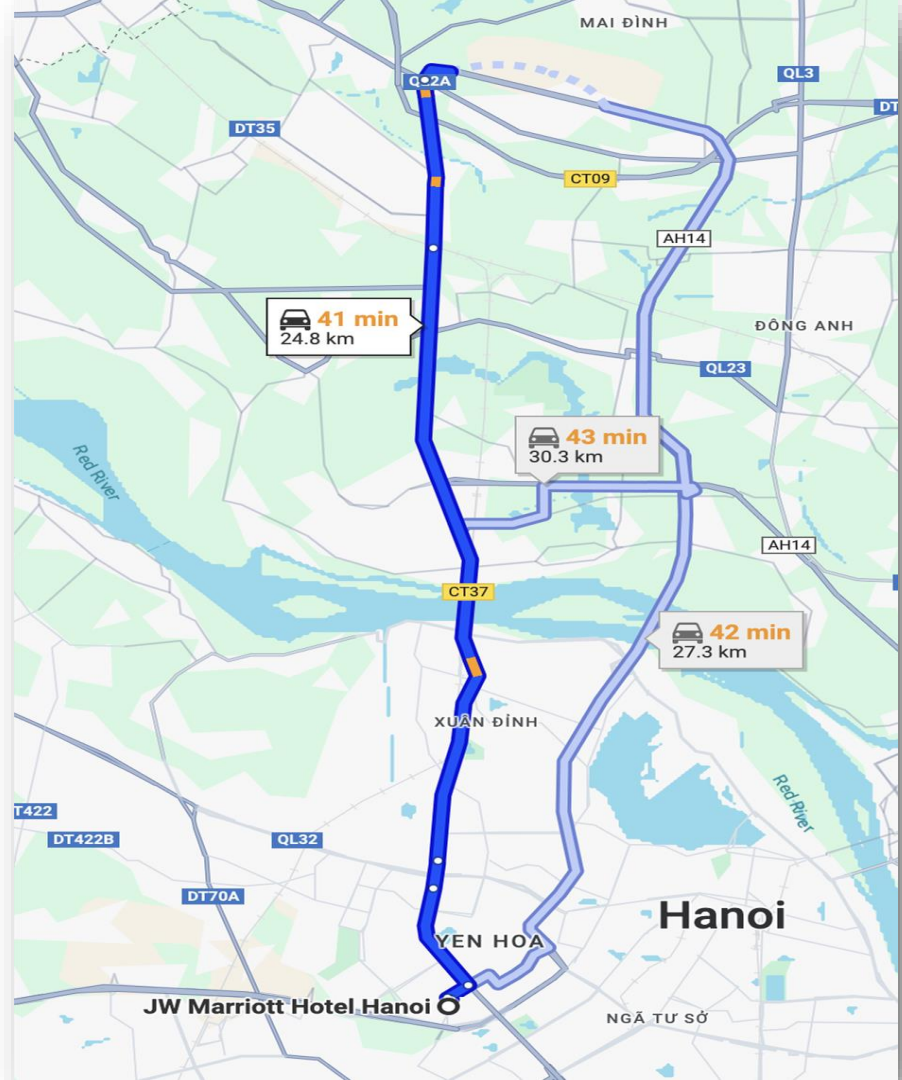 MAI ĐÌNH
QL3
DT
DT35
CT09
AH14
41 min
24.8 km
ĐÔNG ANH
QL23
43 min
30.3 km
Red River
AH14
CT37
42 min
27.3 km
XUÂN ĐỈNH
Red River
T422
DT422B
QL32
DT70A
Hanoi
YEN HOA
JW Marriott Hotel Hanoi
NGÃ TƯ SỞ